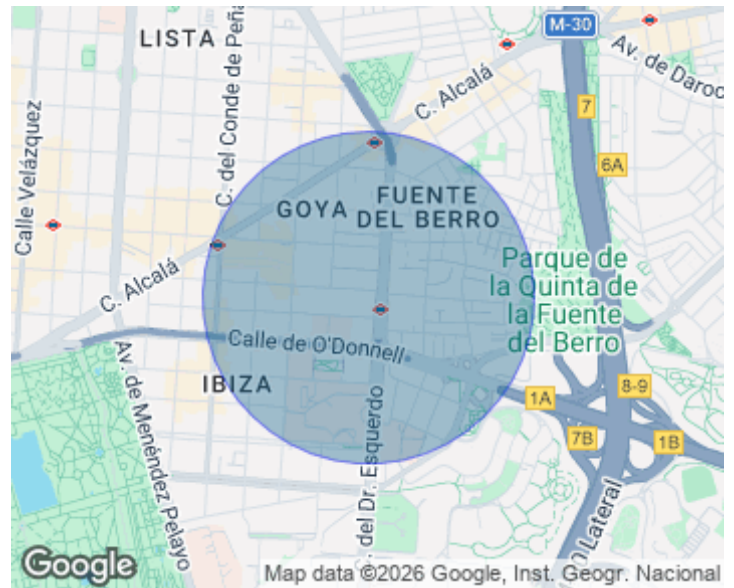 LISTA
M-30
Av. de Daroc
C. del Conde de Peña
C. Alcalá
7
6A
Calle Velázquez
GOYA
FUENTE
DEL BERRO
Parque de
la Quinta de
la Fuente
del Berro
C. Alcalá
Calle de O'Donnell
IBIZA
Av. de Menéndez Pelayo
8-9
1A
7B
1B
. del Dr. Esquerdo
O Lateral
Google
Map data ©2026 Google, Inst. Geogr. Nacional